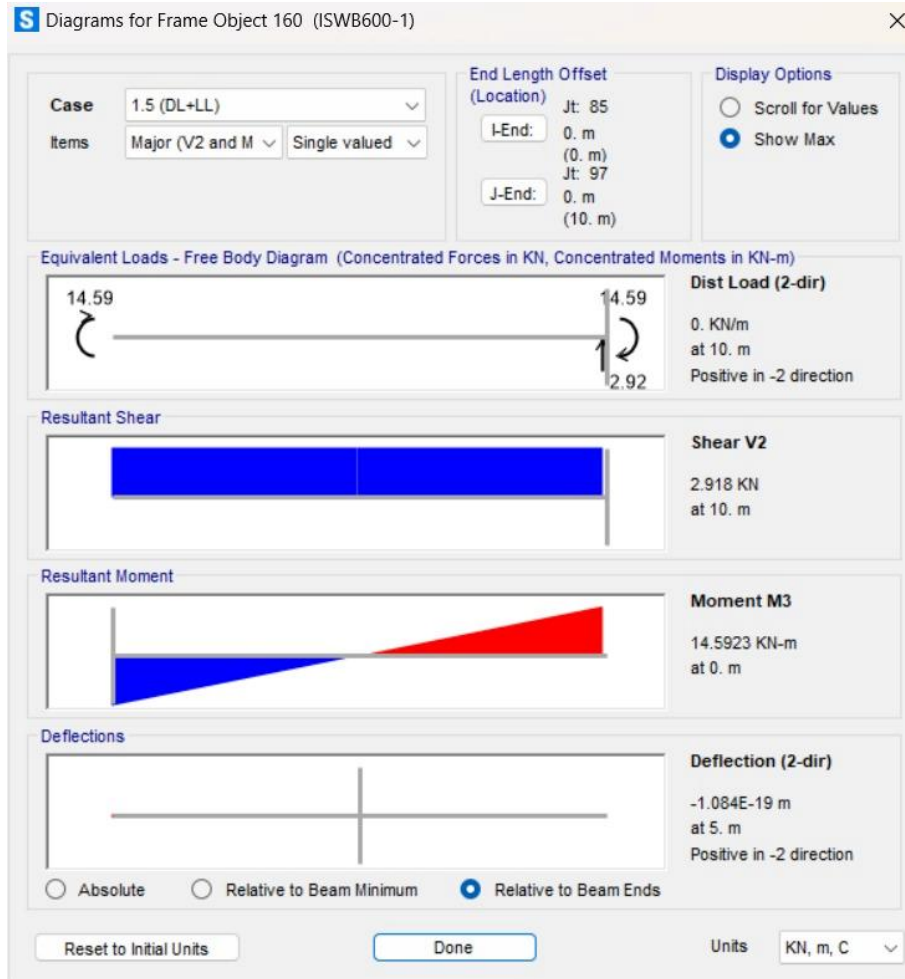 S Diagrams for Frame Object 160 (ISWB600-1)
Case 1.5 (DL+LL)
Items Major (V2 and M Single valued
End Length Offset
(Location)
Jt: 85
I-End: 0. m
(0. m)
Jt: 97
J-End: 0. m
(10. m)
Display Options
Scroll for Values
Show Max
Equivalent Loads - Free Body Diagram (Concentrated Forces in KN, Concentrated Moments in KN-m)
14.59 14.59
2.92
Dist Load (2-dir)
0. KN/m
at 10. m
Positive in -2 direction
Resultant Shear
Shear V2
2.918 KN
at 10. m
Resultant Moment
Moment M3
14.5923 KN-m
at 0. m
Deflections
Deflection (2-dir)
-1.084E-19 m
at 5. m
Positive in -2 direction
Absolute Relative to Beam Minimum Relative to Beam Ends
Reset to Initial Units Done Units KN, m, C